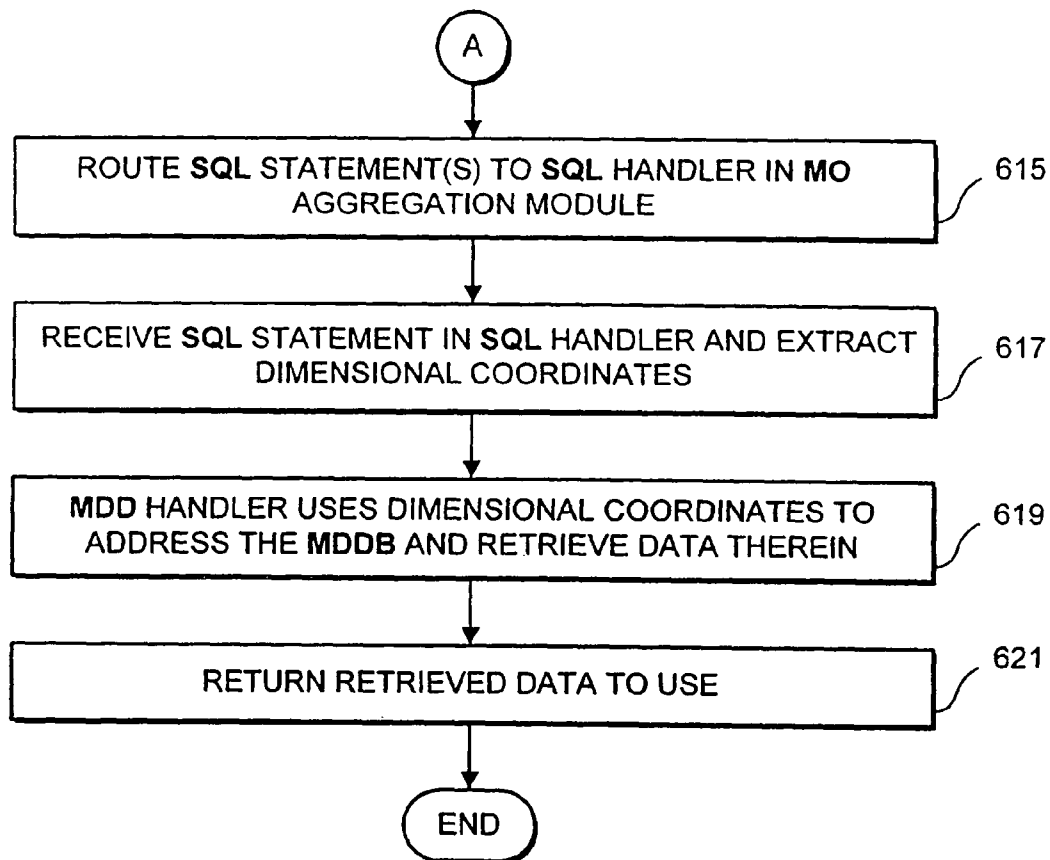 A
ROUTE SQL STATEMENT(S) TO SQL HANDLER IN MO
AGGREGATION MODULE
615
RECEIVE SQL STATEMENT IN SQL HANDLER AND EXTRACT
DIMENSIONAL COORDINATES
617
MDD HANDLER USES DIMENSIONAL COORDINATES TO
ADDRESS THE MDDB AND RETRIEVE DATA THEREIN
619
RETURN RETRIEVED DATA TO USE
621
END